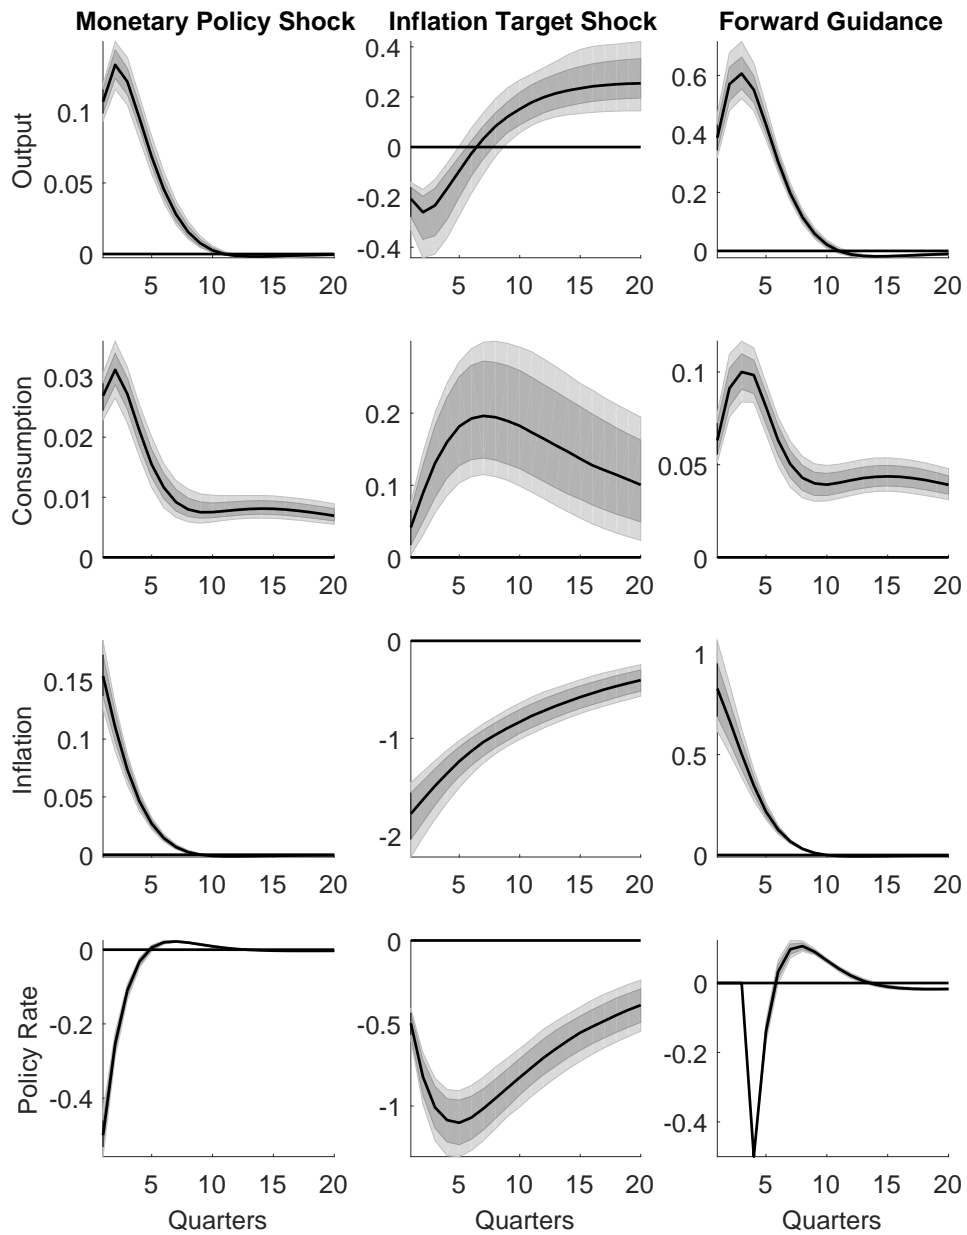 Monetary Policy Shock Inflation Target Shock Forward Guidance
Output
0.1
0.05
0
5 10 15 20
0.4
0.2
0
-0.2
-0.4
5 10 15 20
0.6
0.4
0.2
0
5 10 15 20
Consumption
0.03
0.02
0.01
0
5 10 15 20
0.2
0.1
0
5 10 15 20
0.1
0.05
0
5 10 15 20
Inflation
0.15
0.1
0.05
0
5 10 15 20
0
-1
-2
5 10 15 20
1
0.5
0
5 10 15 20
Policy Rate
0
-0.2
-0.4
5 10 15 20
Quarters
0
-0.5
-1
5 10 15 20
Quarters
0
-0.2
-0.4
5 10 15 20
Quarters